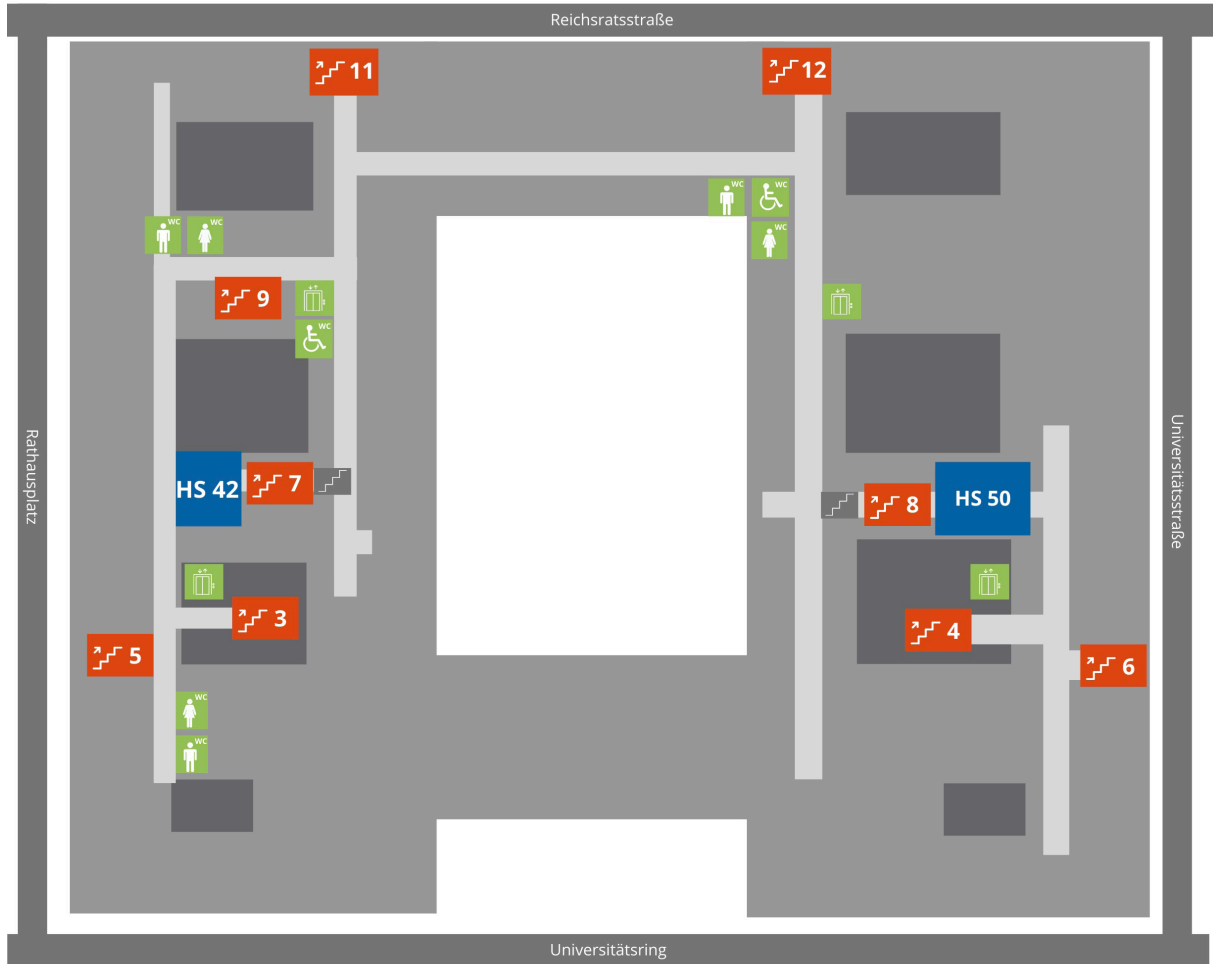 Reichsratsstraße
11
12
WC
WC
WC
WC
WC
9
WC
Rathausplatz
Universitätsstraße
HS 42
7
8
HS 50
3
4
5
6
WC
WC
Universitätsring